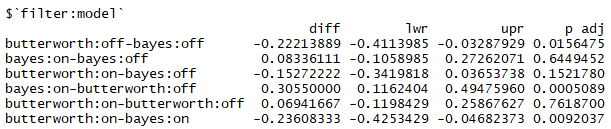 $`filter:model`
diff lwr upr p adj
butterworth:off-bayes:off -0.22213889 -0.4113985 -0.03287929 0.0156475
bayes:on-bayes:off 0.08336111 -0.1058985 0.27262071 0.6449452
butterworth:on-bayes:off -0.15272222 -0.3419818 0.03653738 0.1521780
bayes:on-butterworth:off 0.30550000 0.1162404 0.49475960 0.0005089
butterworth:on-butterworth:off 0.06941667 -0.1198429 0.25867627 0.7618700
butterworth:on-bayes:on -0.23608333 -0.4253429 -0.04682373 0.0092037